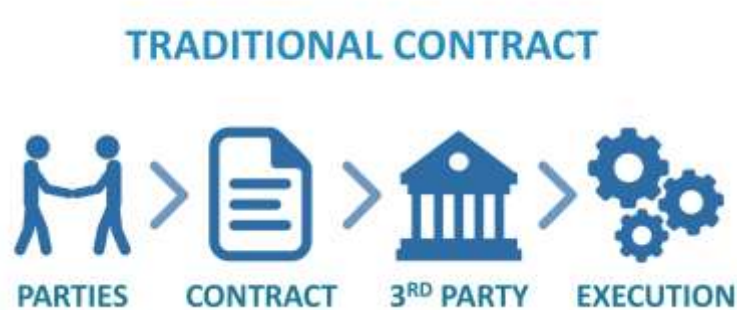 TRADITIONAL CONTRACT
PARTIES
CONTRACT
3RD PARTY
EXECUTION